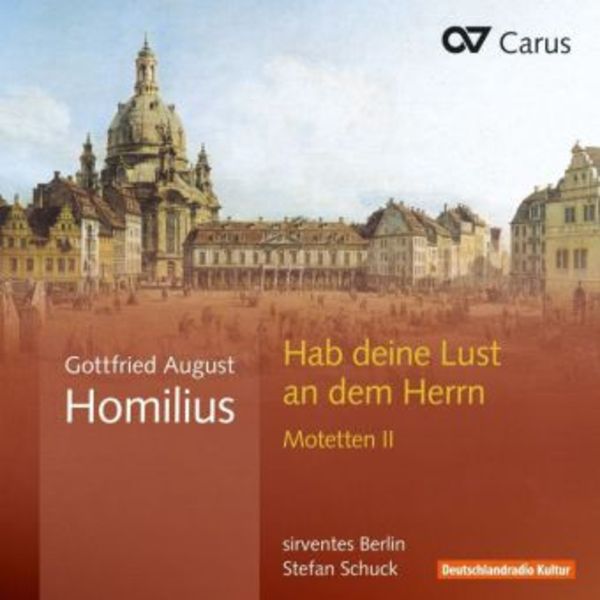 Carus
Gottfried August
Homilius
Hab deine Lust
an dem Herrn
Motetten II
sirventes Berlin
Stefan Schuck
Deutschlandradio Kultur